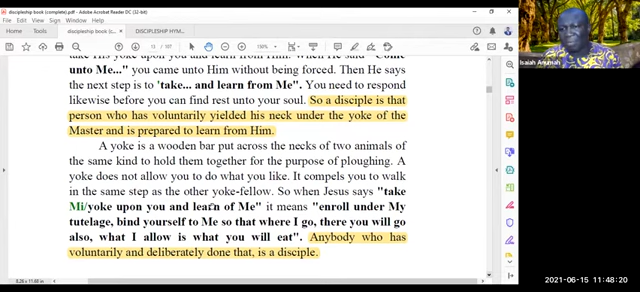 discipleship book (complete).pdf - Adobe Acrobat Reader DC (32-bit)
File Edit View Sign Window Help
Home Tools discipleship book (c... × DISCIPLESHIP HYM...
13 / 107 150%
take His yoke upon you and learn from Him. When He said "Come
unto Me..." you came unto Him without being forced. Then He says
the next step is to 'take... and learn from Me". You need to respond
likewise before you can find rest unto your soul. So a disciple is that
person who has voluntarily yielded his neck under the yoke of the
Master and is prepared to learn from Him.
A yoke is a wooden bar put across the necks of two animals of
the same kind to hold them together for the purpose of ploughing. A
yoke does not allow you to do what you like. It compels you to walk
in the same step as the other yoke-fellow. So when Jesus says "take
Mi/yoke upon you and learn of Me" it means "enroll under My
tutelage, bind yourself to Me so that where I go, there you will go
also, what I allow is what you will eat". Anybody who has
voluntarily and deliberately done that, is a disciple.
8.26 x 11.68 in
Isaiah Anumah
2021-06-15 11:48:20